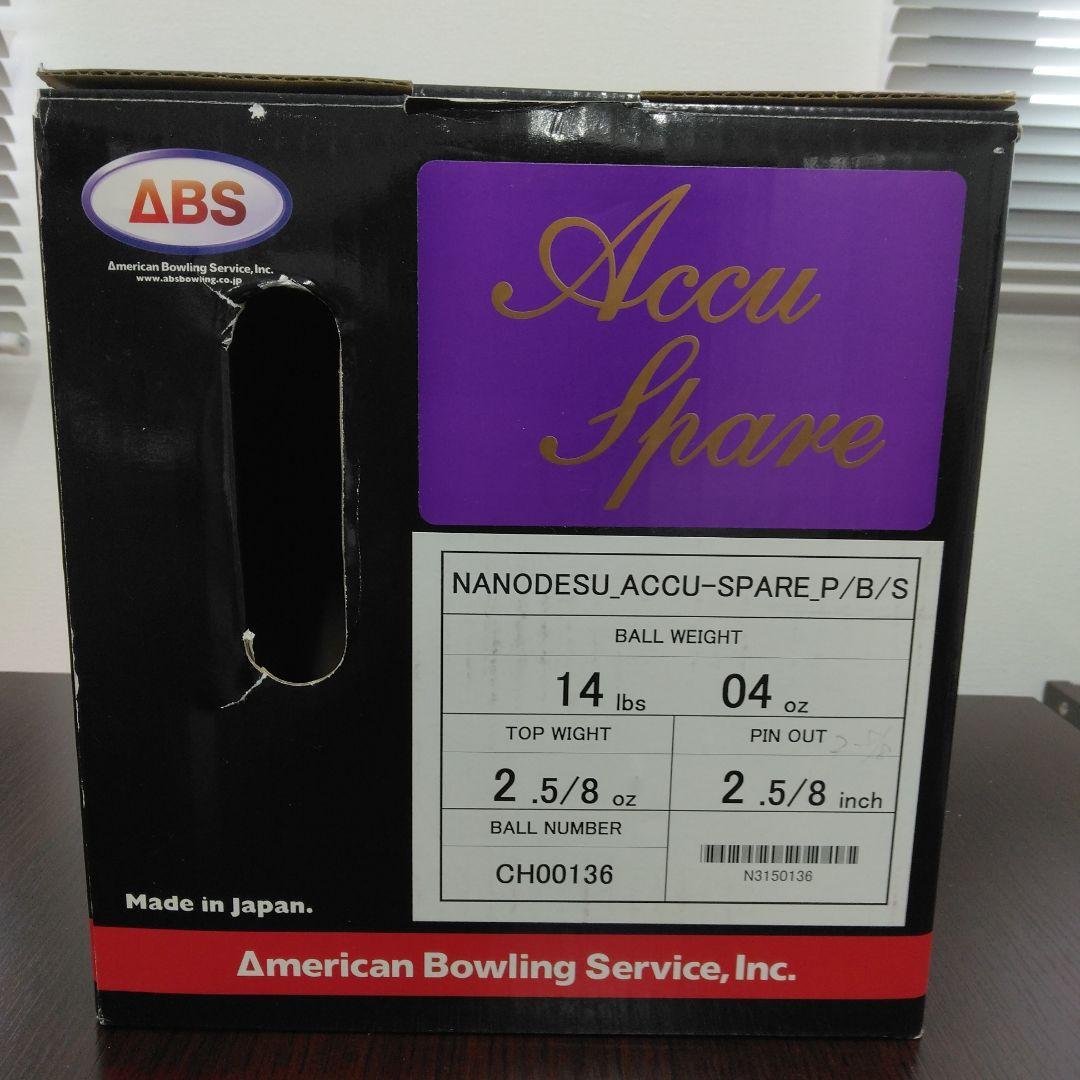 ABS
American Bowling Service, Inc.
www.absbowling.co.jp
Accu
Spare
NANODESU_ACCU-SPARE_P/B/S
BALL WEIGHT
14 lbs 04 oz
TOP WIGHT
PIN OUT
2 .5/8 oz
2 .5/8 inch
BALL NUMBER
CH00136
N3150136
Made in Japan.
American Bowling Service, Inc.